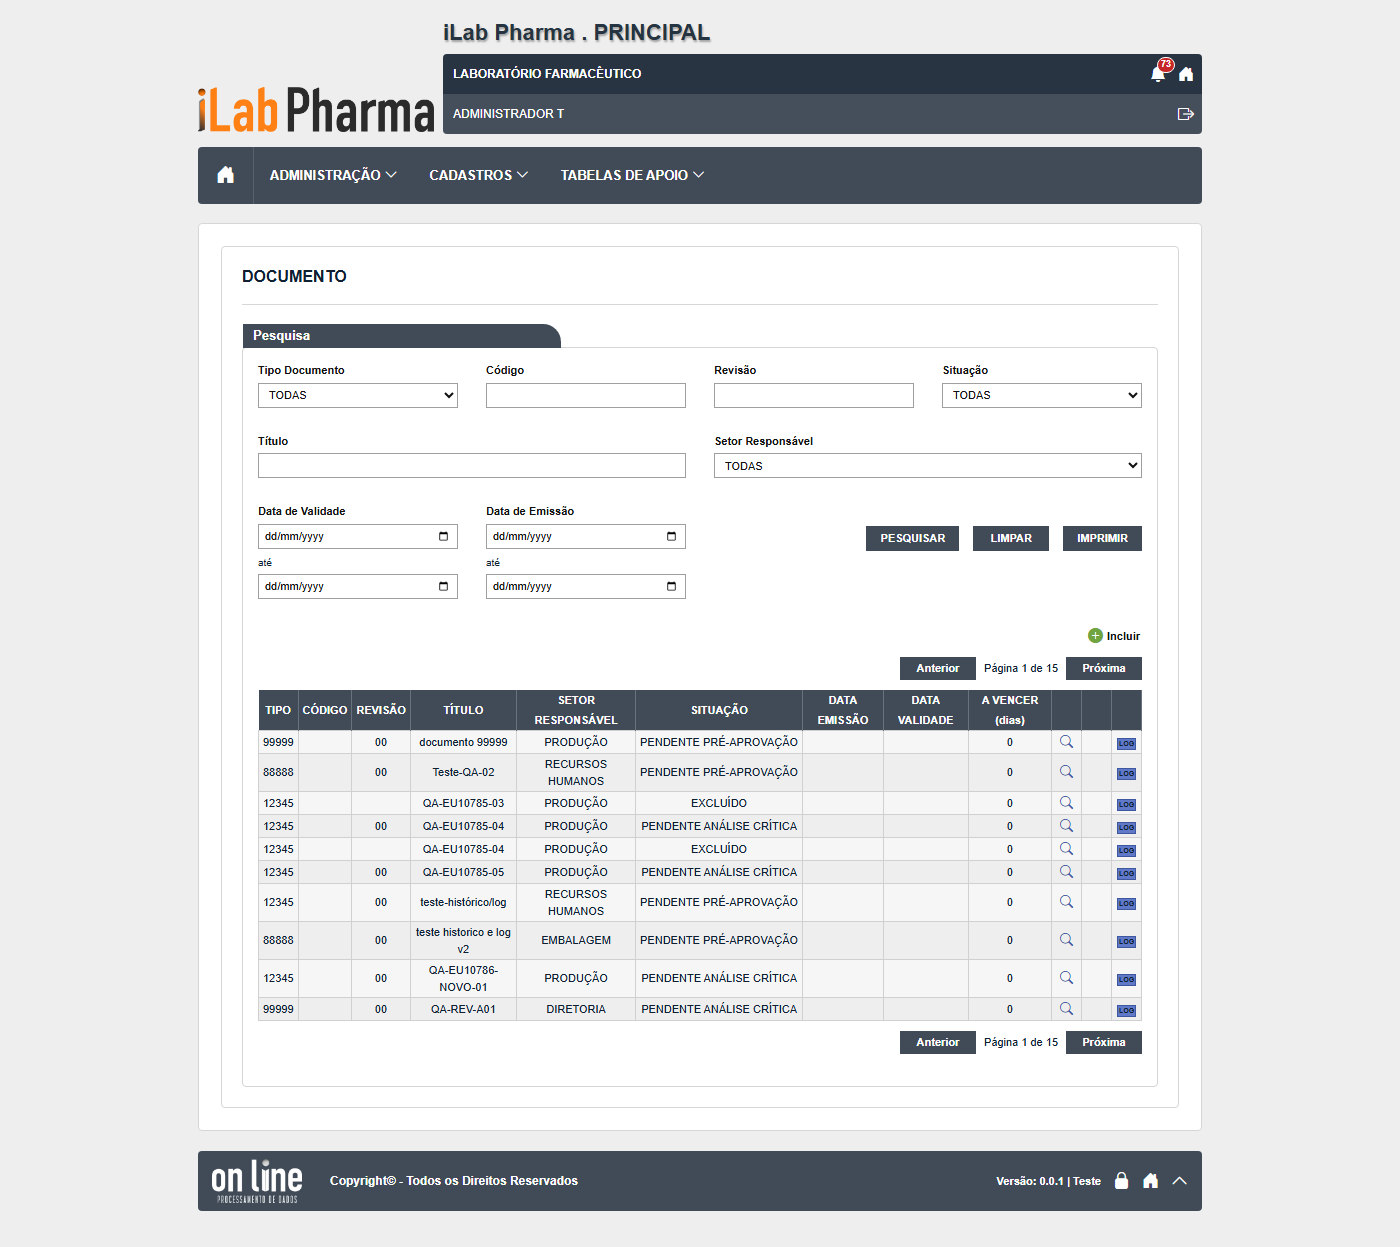 iLab Pharma . PRINCIPAL
iLab Pharma
LABORATÓRIO FARMACÊUTICO
73
ADMINISTRADOR T
ADMINISTRAÇÃO CADASTROS TABELAS DE APOIO
DOCUMENTO
Pesquisa
Tipo Documento Código Revisão Situação
TODAS TODAS
Título Setor Responsável
TODAS
Data de Validade Data de Emissão
dd/mm/yyyy dd/mm/yyyy PESQUISAR LIMPAR IMPRIMIR
até até
dd/mm/yyyy dd/mm/yyyy
Incluir
Anterior Página 1 de 15 Próxima
TIPO CÓDIGO REVISÃO TÍTULO SETOR RESPONSÁVEL SITUAÇÃO DATA EMISSÃO DATA VALIDADE A VENCER (dias)
99999 00 documento 99999 PRODUÇÃO PENDENTE PRÉ-APROVAÇÃO 0 LOG
88888 00 Teste-QA-02 RECURSOS HUMANOS PENDENTE PRÉ-APROVAÇÃO 0 LOG
12345 QA-EU10785-03 PRODUÇÃO EXCLUÍDO 0 LOG
12345 00 QA-EU10785-04 PRODUÇÃO PENDENTE ANÁLISE CRÍTICA 0 LOG
12345 QA-EU10785-04 PRODUÇÃO EXCLUÍDO 0 LOG
12345 00 QA-EU10785-05 PRODUÇÃO PENDENTE ANÁLISE CRÍTICA 0 LOG
12345 00 teste-histórico/log RECURSOS HUMANOS PENDENTE PRÉ-APROVAÇÃO 0 LOG
88888 00 teste historico e log v2 EMBALAGEM PENDENTE PRÉ-APROVAÇÃO 0 LOG
12345 00 QA-EU10786-NOVO-01 PRODUÇÃO PENDENTE ANÁLISE CRÍTICA 0 LOG
99999 00 QA-REV-A01 DIRETORIA PENDENTE ANÁLISE CRÍTICA 0 LOG
Anterior Página 1 de 15 Próxima
on line
PROCESSAMENTO DE DADOS
Copyright© - Todos os Direitos Reservados
Versão: 0.0.1 | Teste